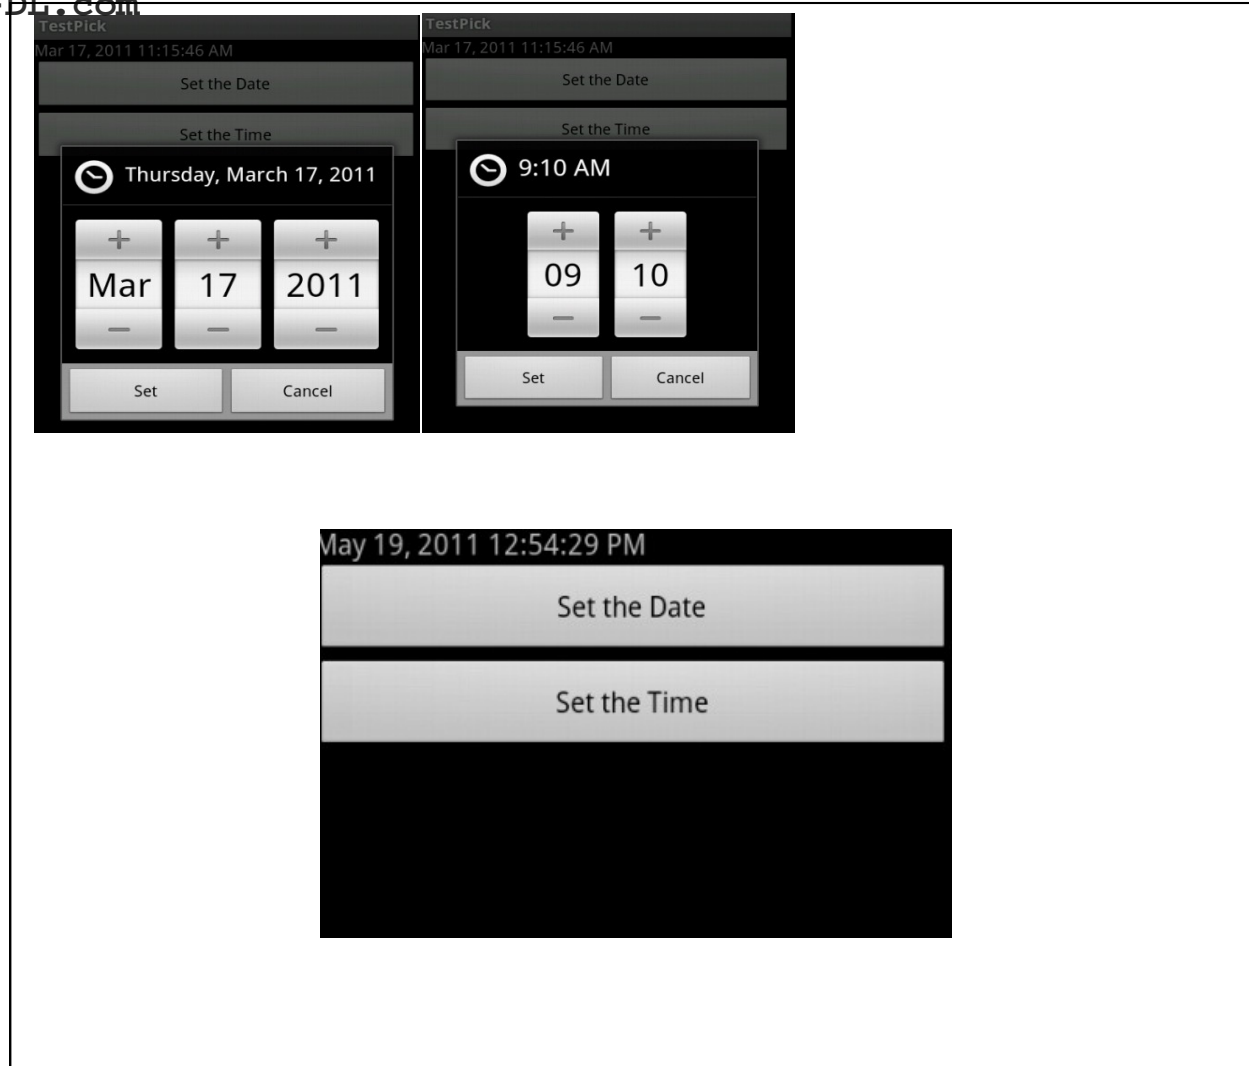 DL.com
TestPick
Mar 17, 2011 11:15:46 AM
Set the Date
Set the Time
Thursday, March 17, 2011
+ + +
Mar 17 2011
− − −
Set Cancel
TestPick
Mar 17, 2011 11:15:46 AM
Set the Date
Set the Time
9:10 AM
+ +
09 10
− −
Set Cancel
May 19, 2011 12:54:29 PM
Set the Date
Set the Time